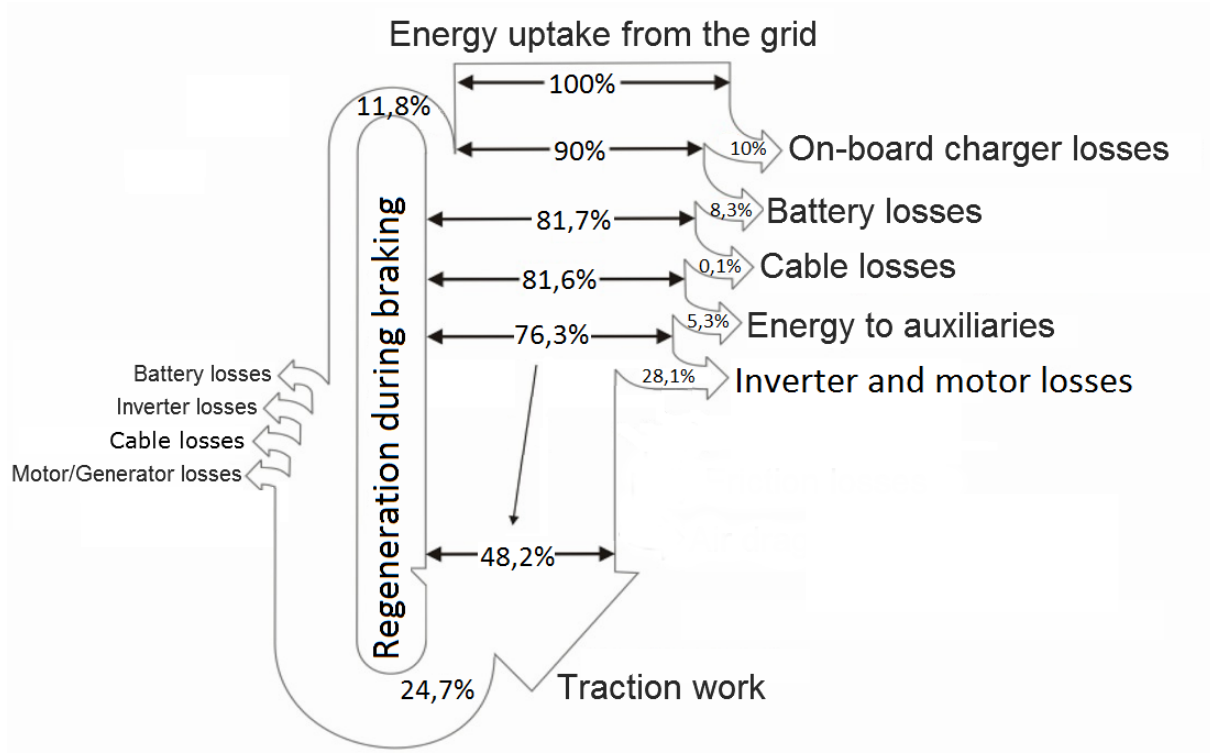 Energy uptake from the grid
100%
11,8%
90%
10%
On-board charger losses
81,7%
8,3%
Battery losses
81,6%
0,1%
Cable losses
76,3%
5,3%
Energy to auxiliaries
28,1%
Inverter and motor losses
Regeneration during braking
Battery losses
Inverter losses
Cable losses
Motor/Generator losses
48,2%
24,7%
Traction work